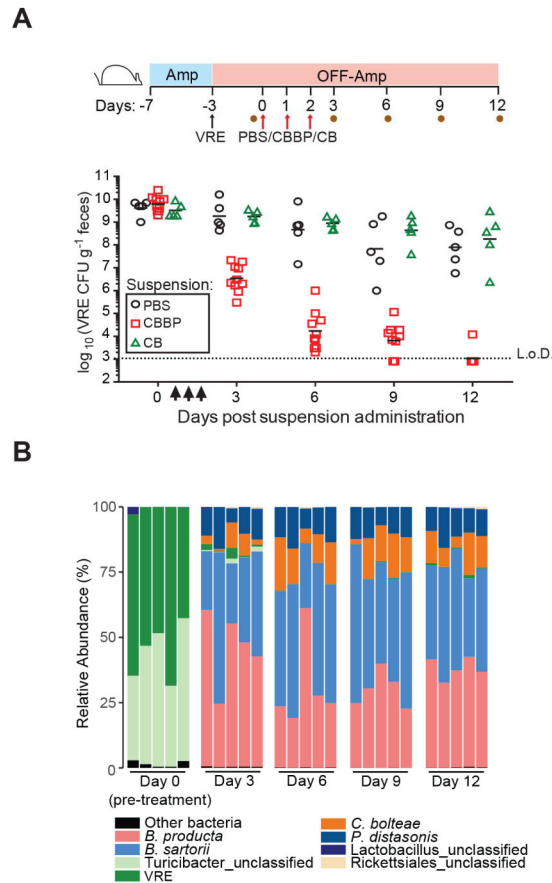 A
Amp OFF-Amp
Days: -7 -3 0 1 2 3 6 9 12
VRE PBS/CBBP/CB
log10 (VRE CFU g-1 feces)
11
10
9
8
7
6
5
4
3
2
Suspension:
PBS
CBBP
CB
L.o.D.
0 3 6 9 12
Days post suspension administration
B
Relative Abundance (%)
100
75
50
25
0
Day 0 Day 3 Day 6 Day 9 Day 12
(pre-treatment)
Other bacteria C. bolteae
B. producta P. distasonis
B. sartorii Lactobacillus_unclassified
Turicibacter_unclassified Rickettsiales_unclassified
VRE